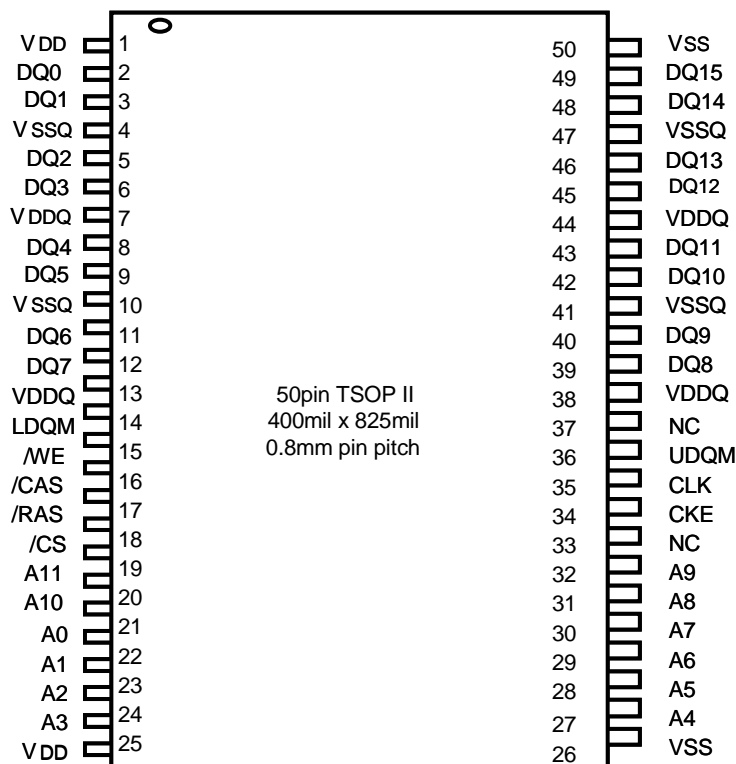 VDD 1 50 VSS
DQ0 2 49 DQ15
DQ1 3 48 DQ14
VSSQ 4 47 VSSQ
DQ2 5 46 DQ13
DQ3 6 45 DQ12
VDDQ 7 44 VDDQ
DQ4 8 43 DQ11
DQ5 9 42 DQ10
VSSQ 10 41 VSSQ
DQ6 11 40 DQ9
DQ7 12 39 DQ8
VDDQ 13 50pin TSOP II 38 VDDQ
LDQM 14 400mil x 825mil 37 NC
/WE 15 0.8mm pin pitch 36 UDQM
/CAS 16 35 CLK
/RAS 17 34 CKE
/CS 18 33 NC
A11 19 32 A9
A10 20 31 A8
A0 21 30 A7
A1 22 29 A6
A2 23 28 A5
A3 24 27 A4
VDD 25 26 VSS